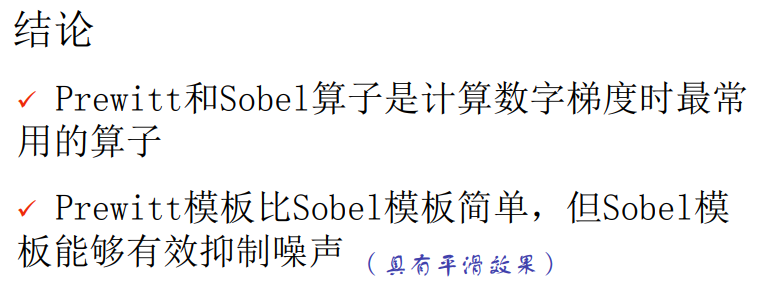 结论
✓ Prewitt和Sobel算子是计算数字梯度时最常
用的算子
✓ Prewitt模板比Sobel模板简单，但Sobel模
板能够有效抑制噪声（具有平滑效果）